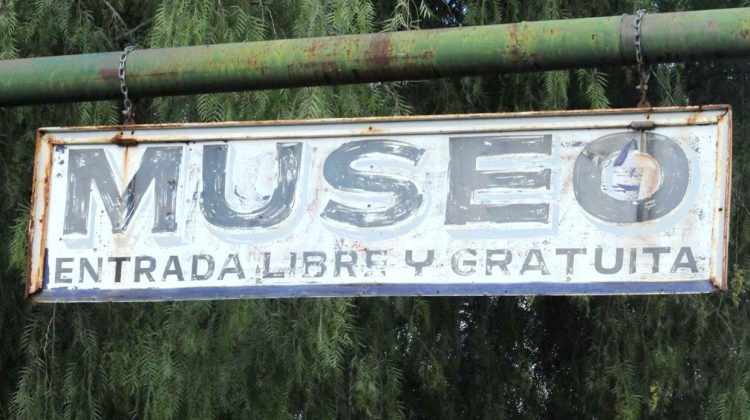 MUSEO
ENTRADA LIBRE Y GRATUITA